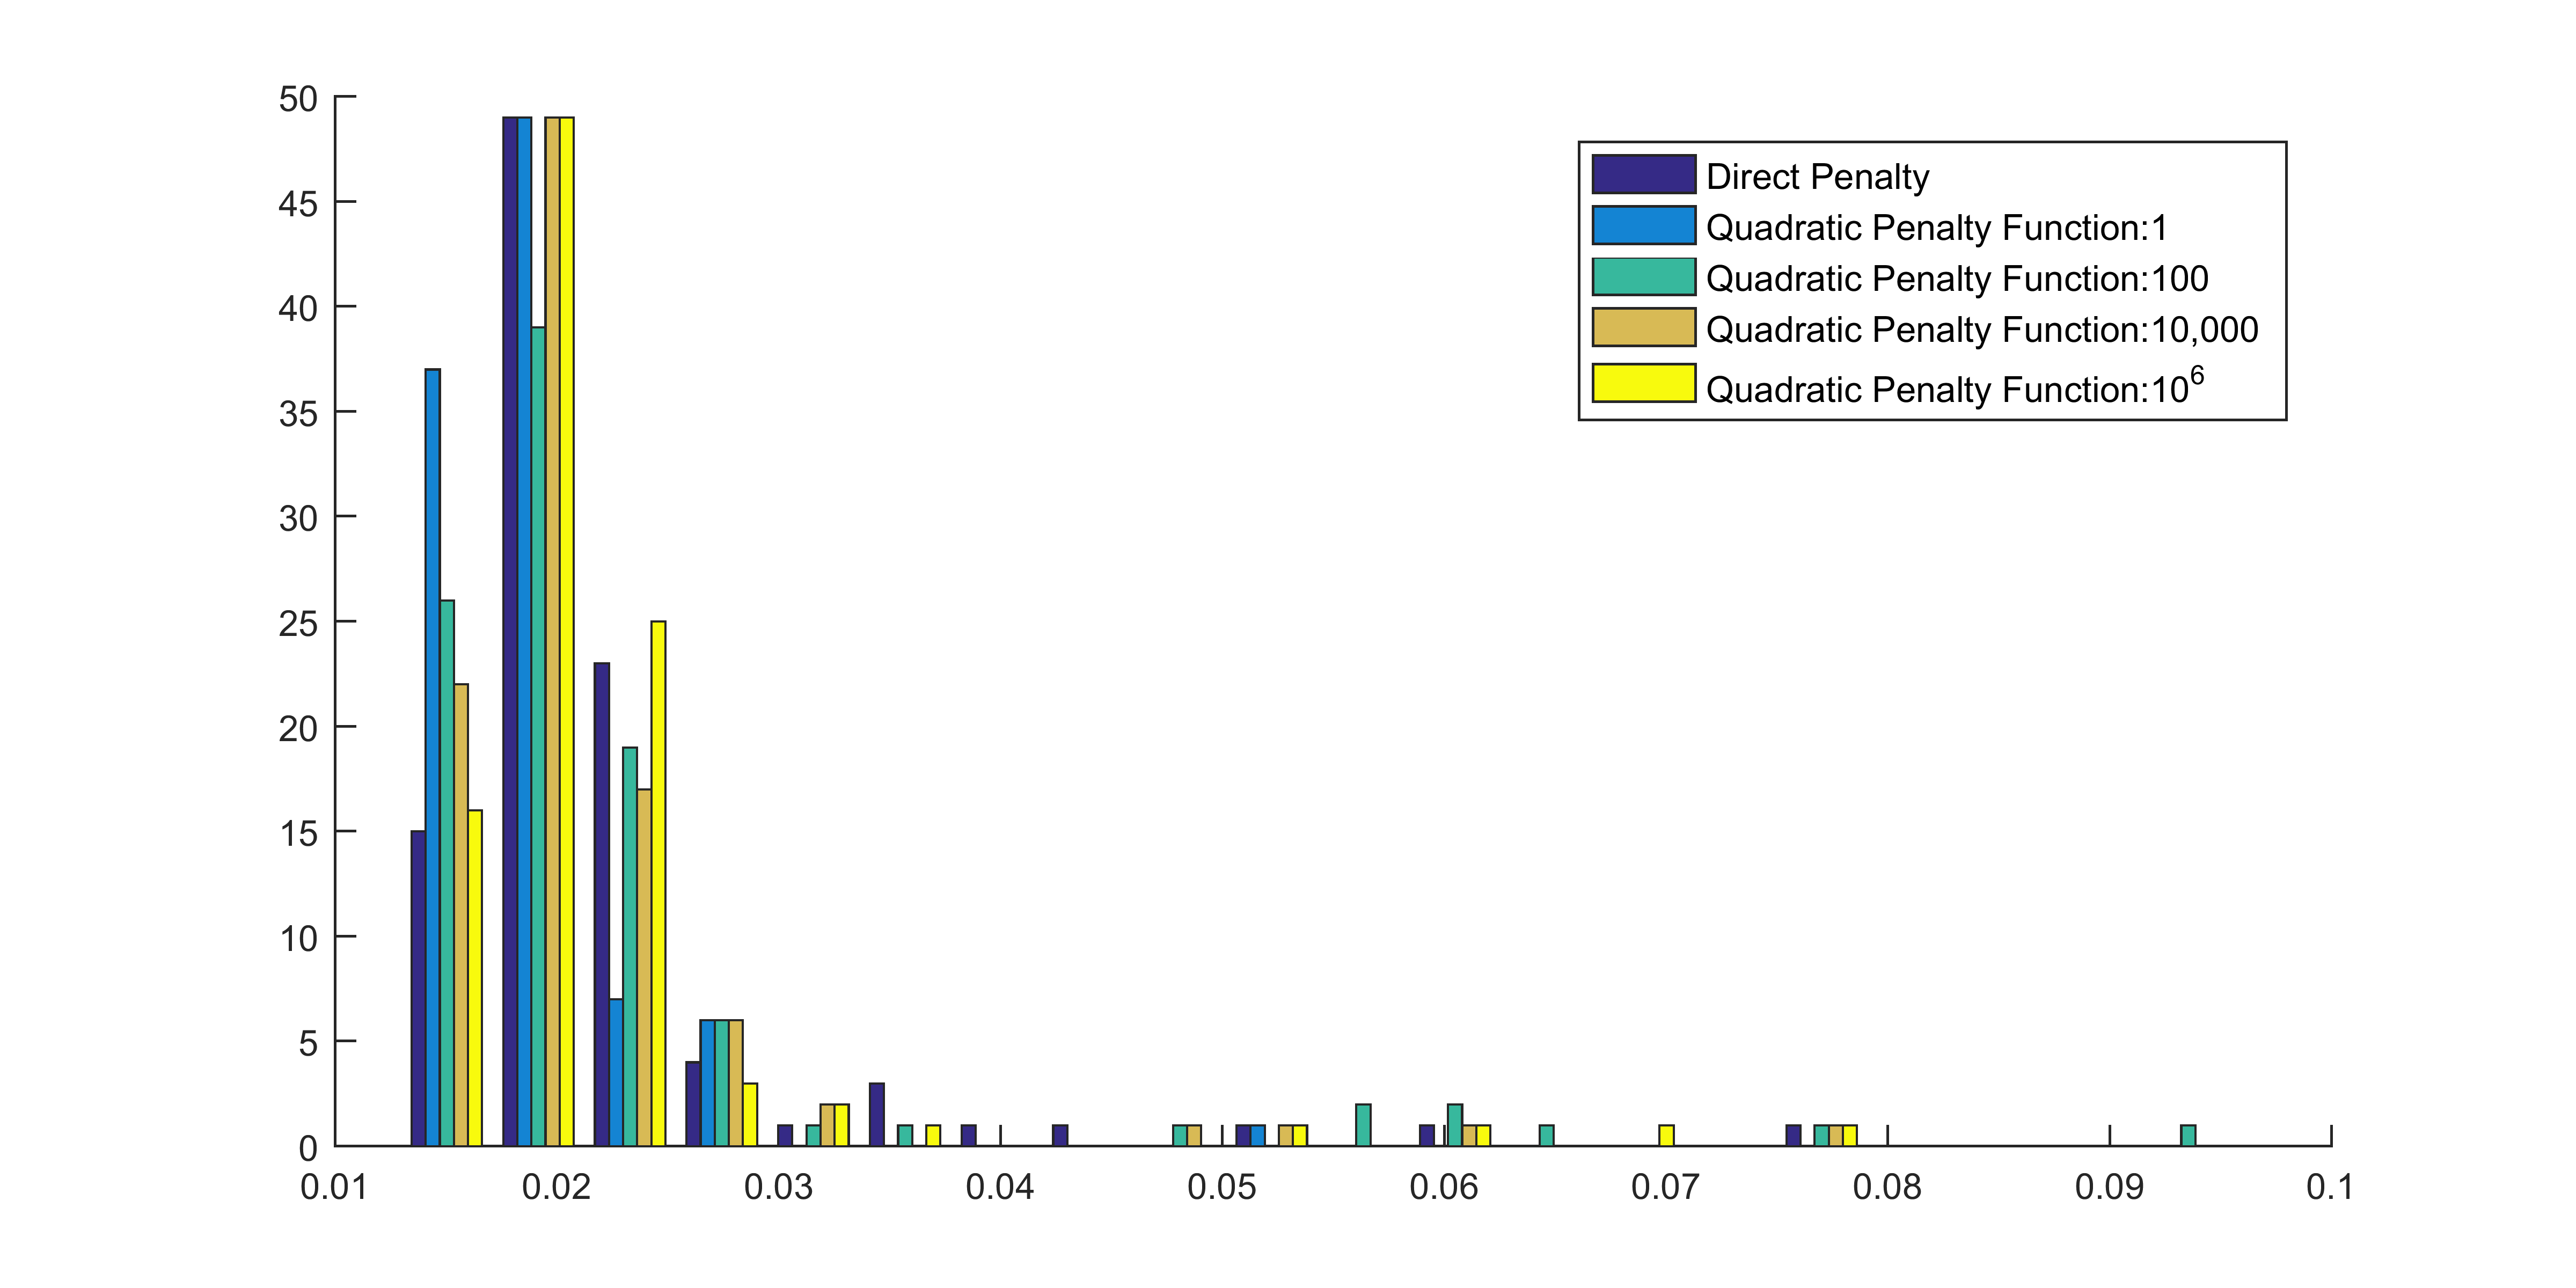 50
45
40
35
30
25
20
15
10
5
0
0.01 0.02 0.03 0.04 0.05 0.06 0.07 0.08 0.09 0.1
Direct Penalty
Quadratic Penalty Function:1
Quadratic Penalty Function:100
Quadratic Penalty Function:10,000
Quadratic Penalty Function:10⁶